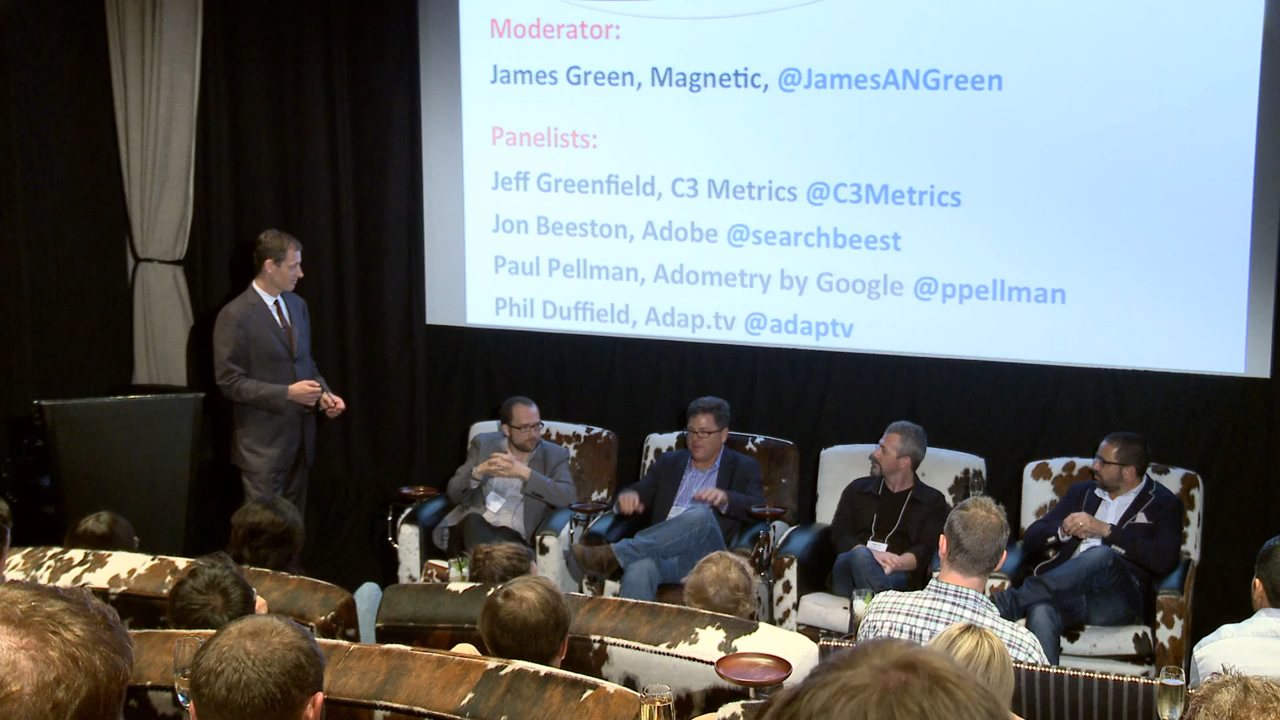 Moderator:
James Green, Magnetic, @JamesANGreen
Panelists:
Jeff Greenfield, C3 Metrics @C3Metrics
Jon Beeston, Adobe @searchbeest
Paul Pellman, Adometry by Google @ppellman
Phil Duffield, Adap.tv @adaptv